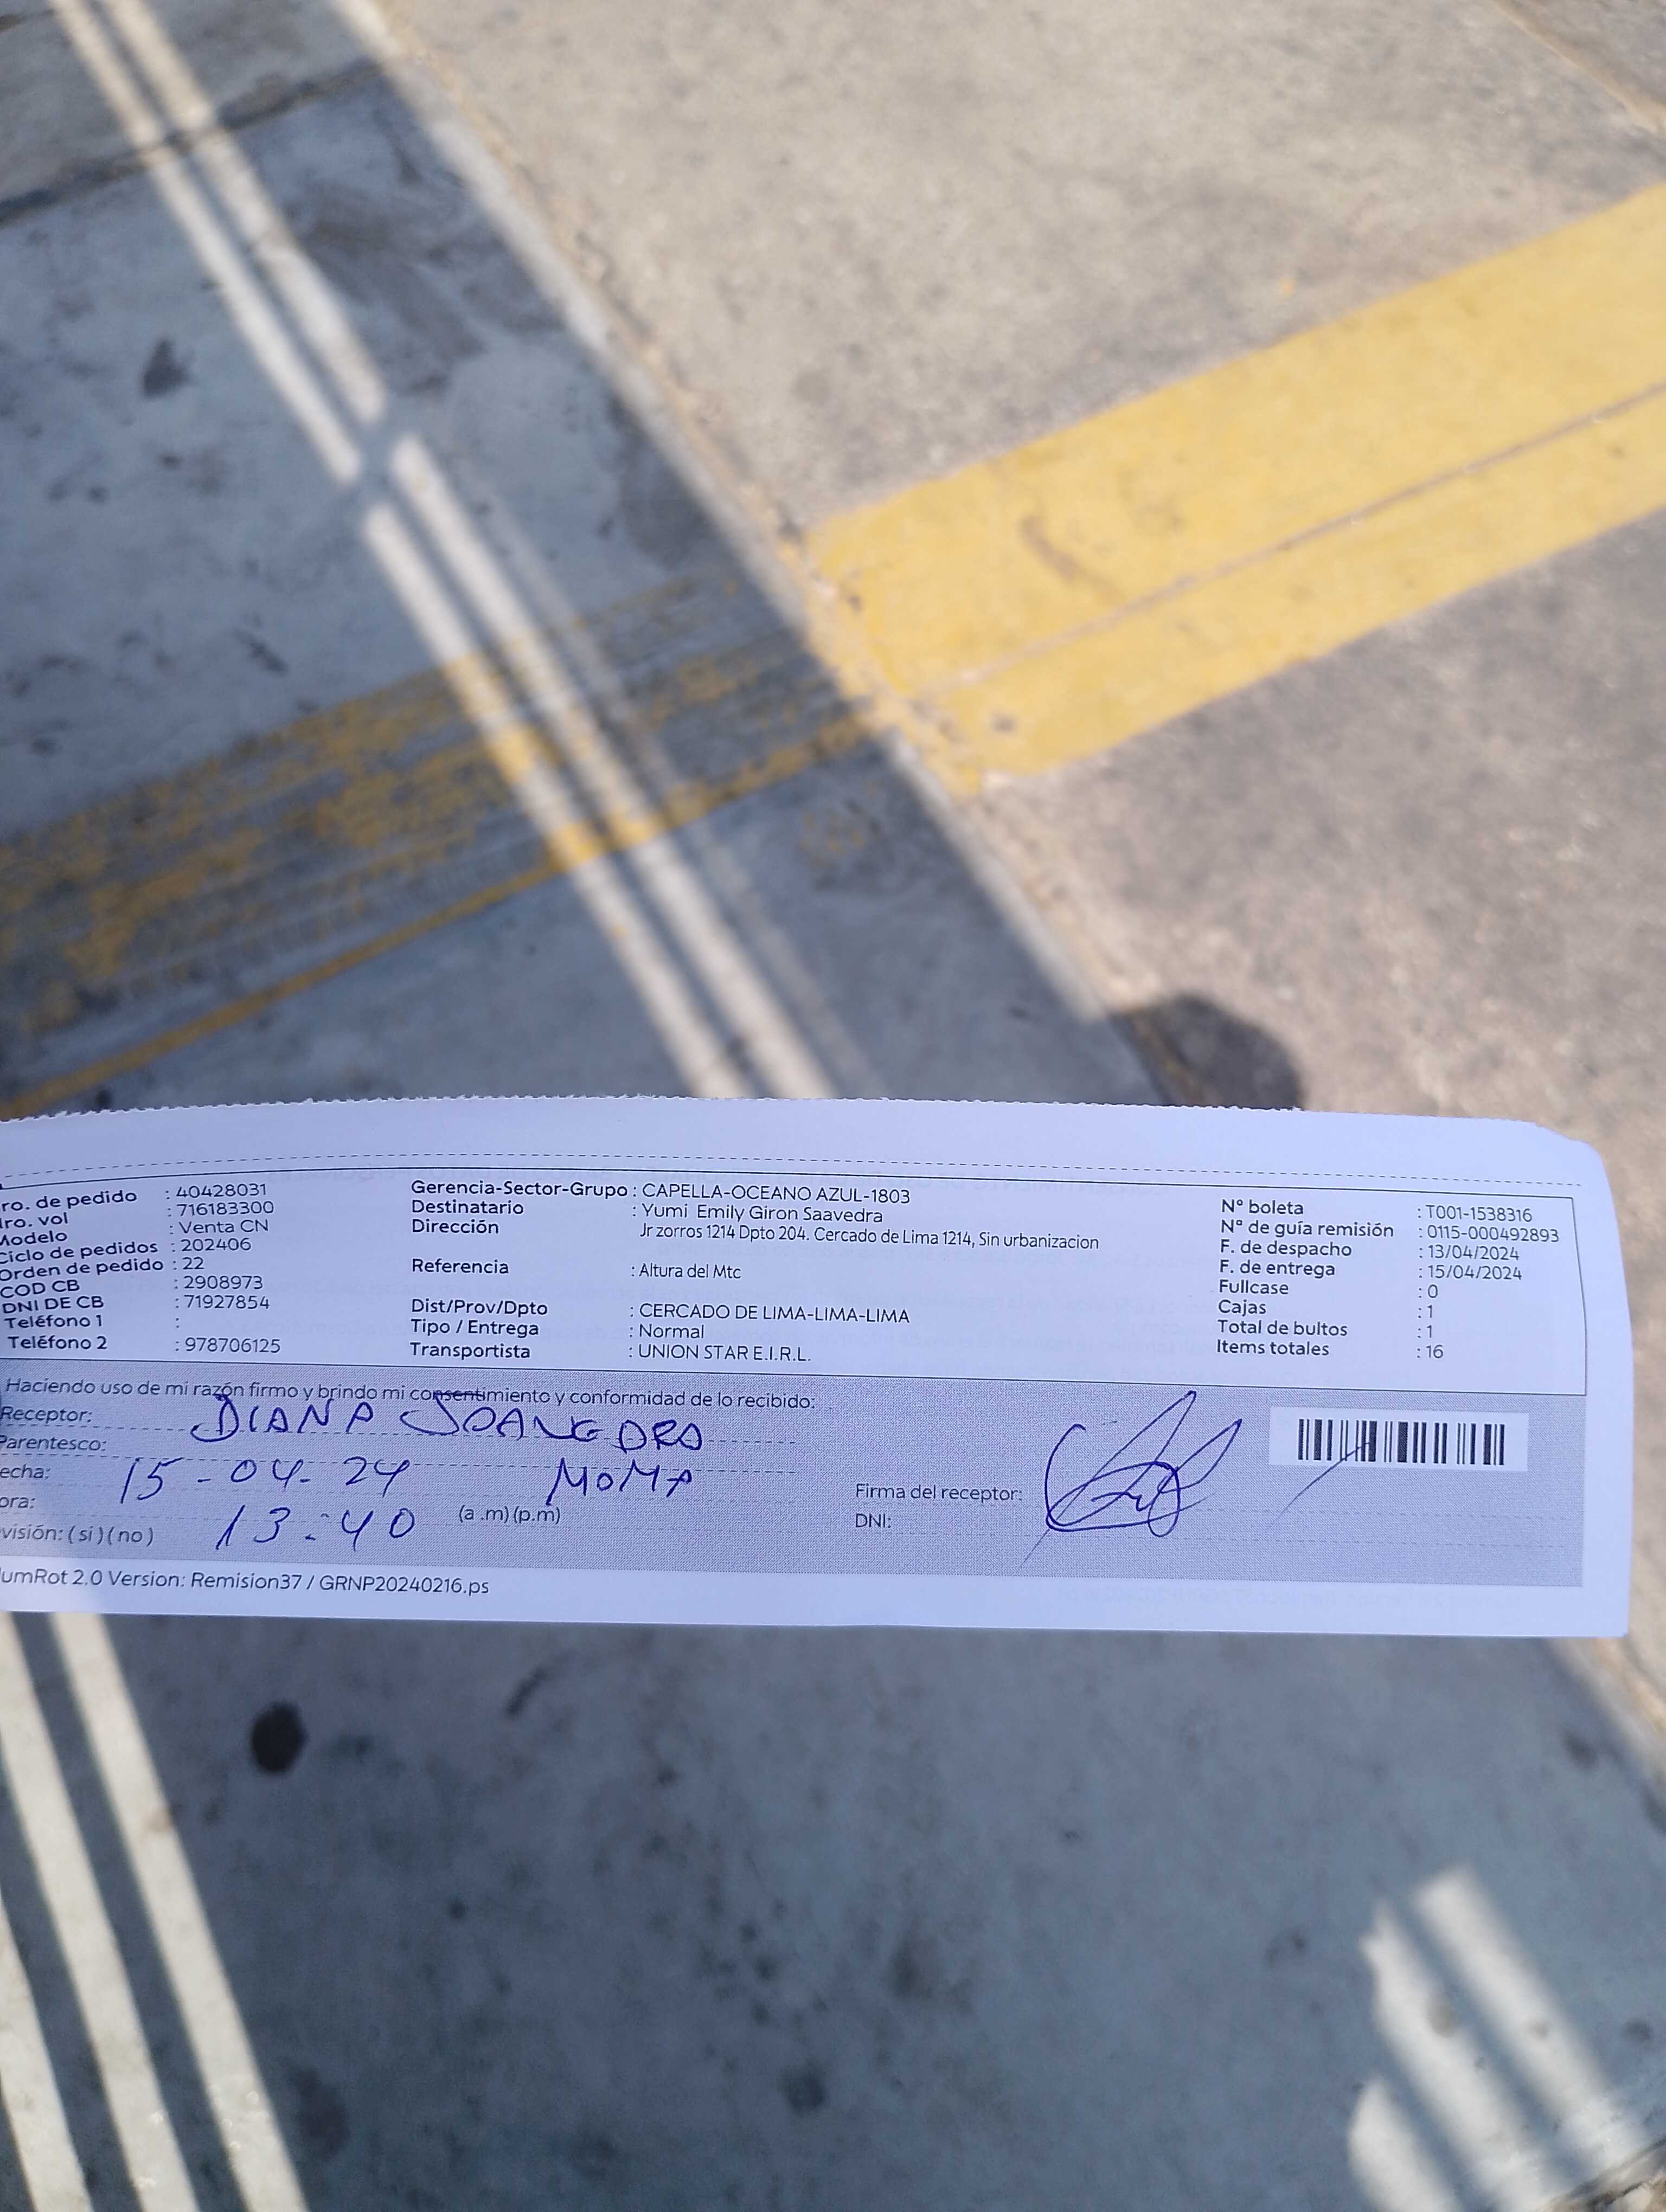 ro. de pedido : 40428031
ro. vol : 716183300
Modelo : Venta CN
Ciclo de pedidos : 202406
Orden de pedido : 22
COD CB : 2908973
DNI DE CB : 71927854
Teléfono 1 :
Teléfono 2 : 978706125
Gerencia-Sector-Grupo : CAPELLA-OCEANO AZUL-1803
Destinatario : Yumi Emily Giron Saavedra
Dirección Jr zorros 1214 Dpto 204. Cercado de Lima 1214, Sin urbanizacion
Referencia : Altura del Mtc
Dist/Prov/Dpto : CERCADO DE LIMA-LIMA-LIMA
Tipo / Entrega : Normal
Transportista : UNION STAR E.I.R.L.
N° boleta : T001-1538316
N° de guía remisión : 0115-000492893
F. de despacho : 13/04/2024
F. de entrega : 15/04/2024
Fullcase : 0
Cajas : 1
Total de bultos : 1
Items totales : 16
Haciendo uso de mi razón firmo y brindo mi consentimiento y conformidad de lo recibido:
Receptor: DIANA
Parentesco:
echa: 15-04-24 MOMA
ora: 13:40 (a .m)(p.m)
visión: (si)(no)
Firma del receptor:
DNI:
umRot 2.0 Version: Remision37 / GRNP20240216.ps